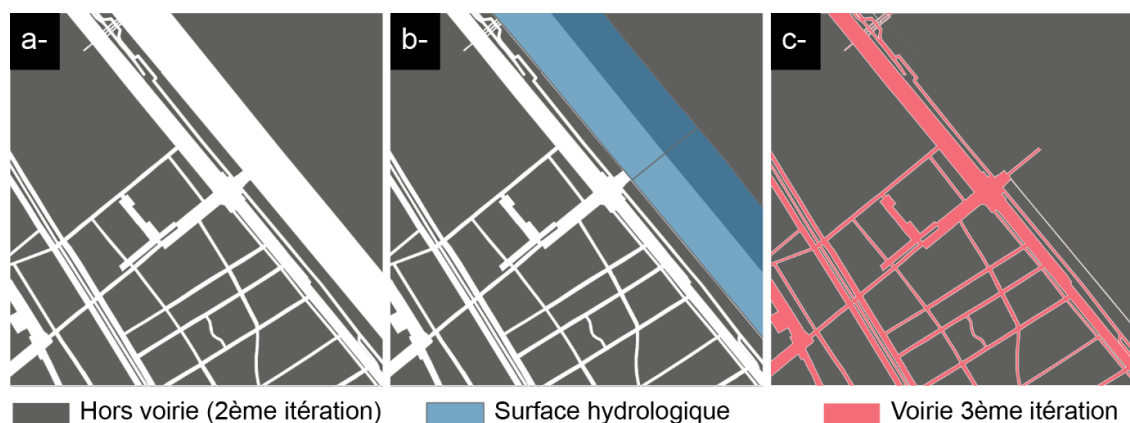 a-
b-
c-
Hors voirie (2ème itération)
Surface hydrologique
Voirie 3ème itération